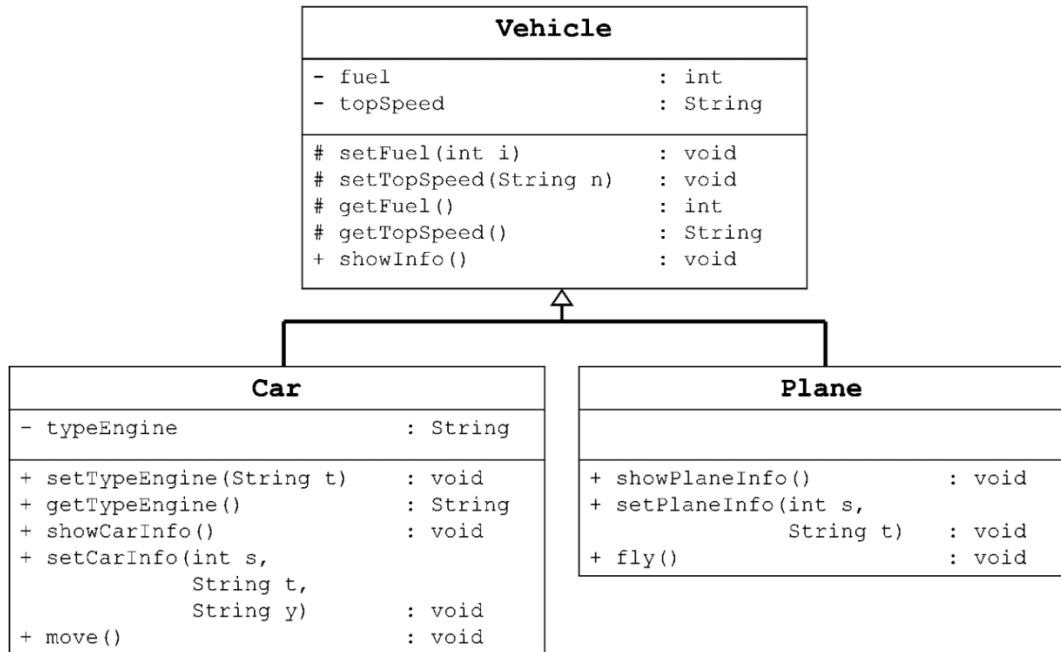 Vehicle
- fuel : int
- topSpeed : String
# setFuel(int i) : void
# setTopSpeed(String n) : void
# getFuel() : int
# getTopSpeed() : String
+ showInfo() : void
Car
- typeEngine : String
+ setTypeEngine(String t) : void
+ getTypeEngine() : String
+ showCarInfo() : void
+ setCarInfo(int s,
String t,
String y) : void
+ move() : void
Plane
+ showPlaneInfo() : void
+ setPlaneInfo(int s,
String t) : void
+ fly() : void